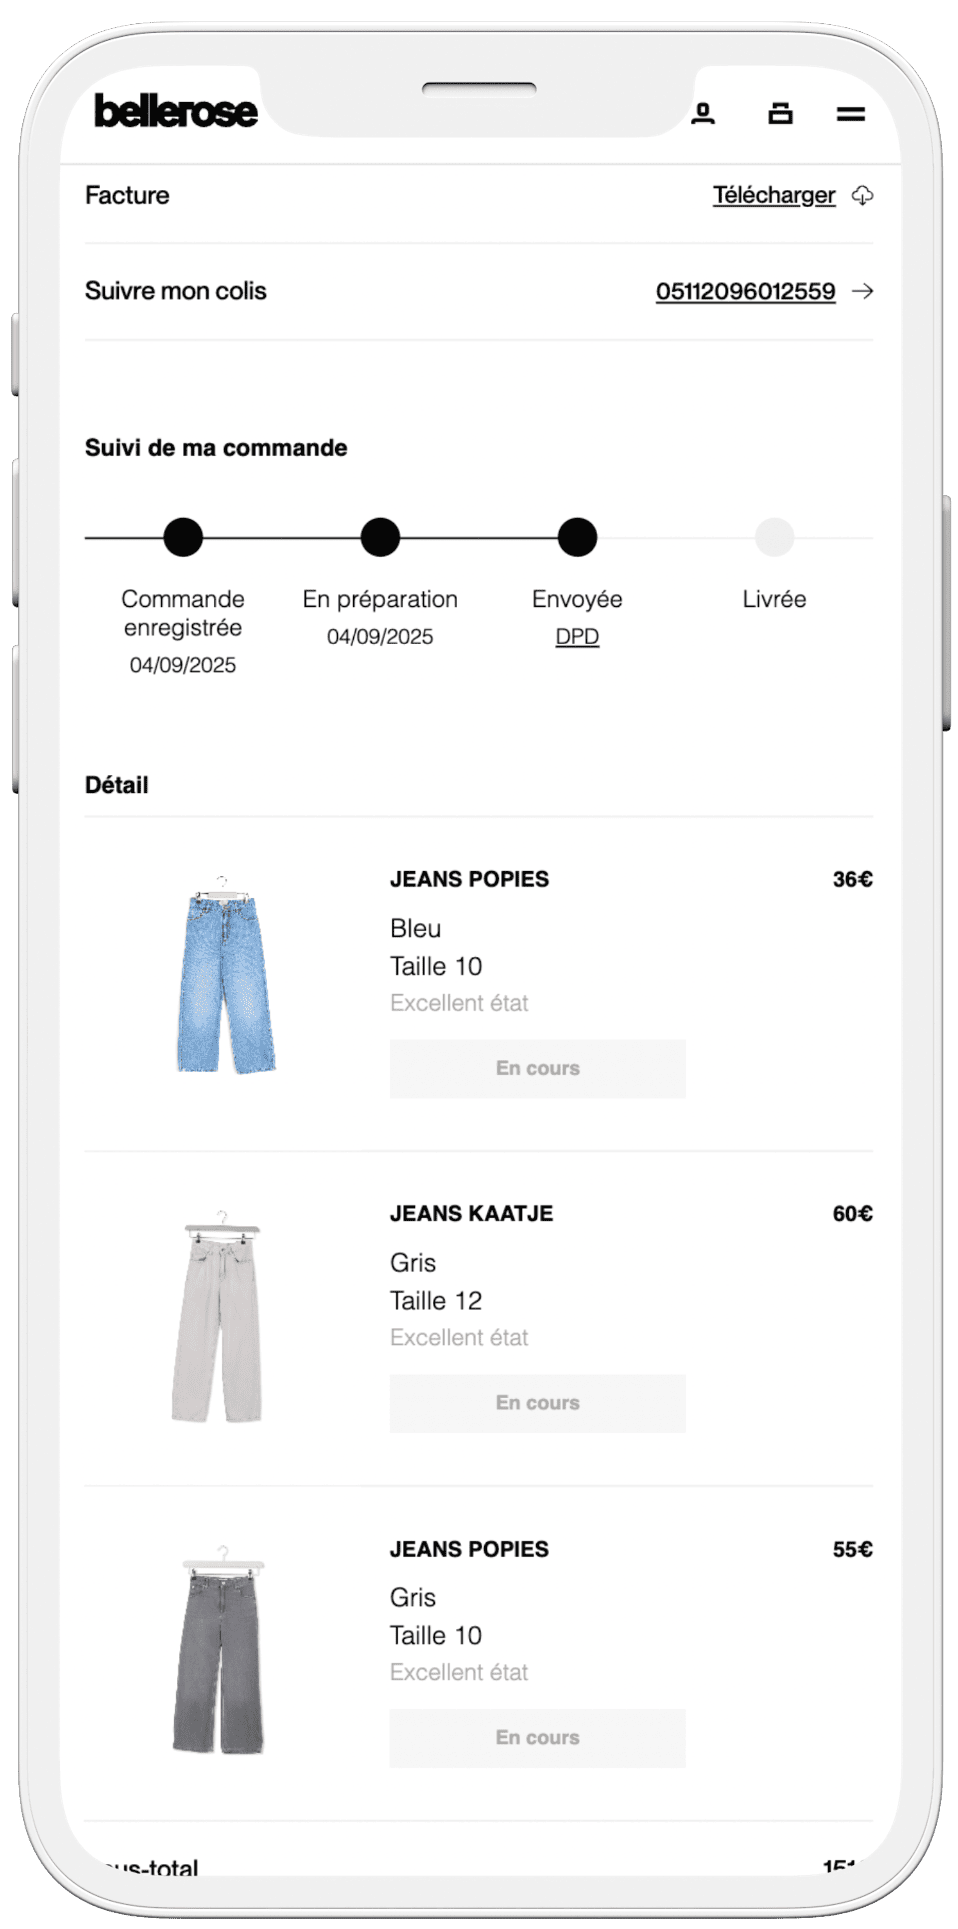 bellerose
Facture
Télécharger
Suivre mon colis
05112096012559
Suivi de ma commande
Commande
enregistrée
04/09/2025
En préparation
04/09/2025
Envoyée
DPD
Livrée
Détail
JEANS POPIES
36€
Bleu
Taille 10
Excellent état
En cours
JEANS KAATJE
60€
Gris
Taille 12
Excellent état
En cours
JEANS POPIES
55€
Gris
Taille 10
Excellent état
En cours
us-total
151